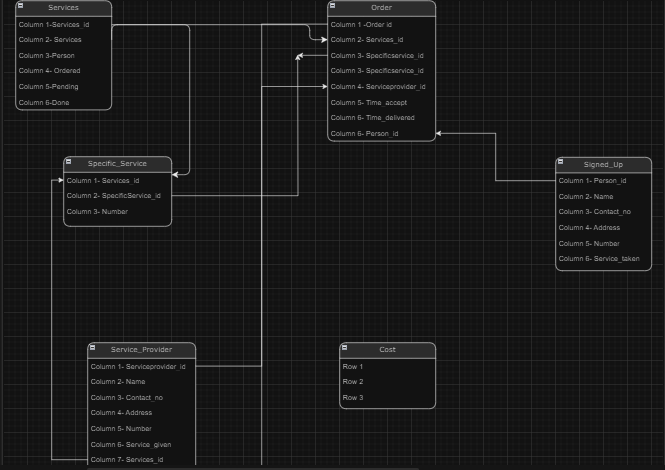 Services
Column 1-Services_id
Column 2- Services
Column 3-Person
Column 4- Ordered
Column 5-Pending
Column 6-Done
Order
Column 1 -Order id
Column 2- Services_id
Column 3- Specificservice_id
Column 3- Specificservice_id
Column 4- Serviceprovider_id
Column 5- Time_accept
Column 6- Time_delivered
Column 6- Person_id
Specific_Service
Column 1- Services_id
Column 2- SpecificService_id
Column 3- Number
Signed_Up
Column 1- Person_id
Column 2- Name
Column 3- Contact_no
Column 4- Address
Column 5- Number
Column 6- Service_taken
Service_Provider
Column 1- Serviceprovider_id
Column 2- Name
Column 3- Contact_no
Column 4- Address
Column 5- Number
Column 6- Service_given
Column 7- Services_id
Cost
Row 1
Row 2
Row 3